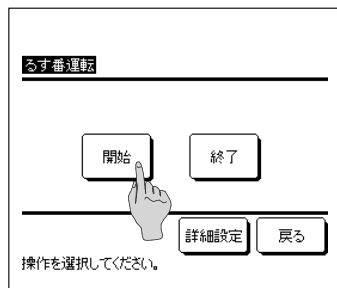 るす番運転
開始 終了
詳細設定 戻る
操作を選択してください。